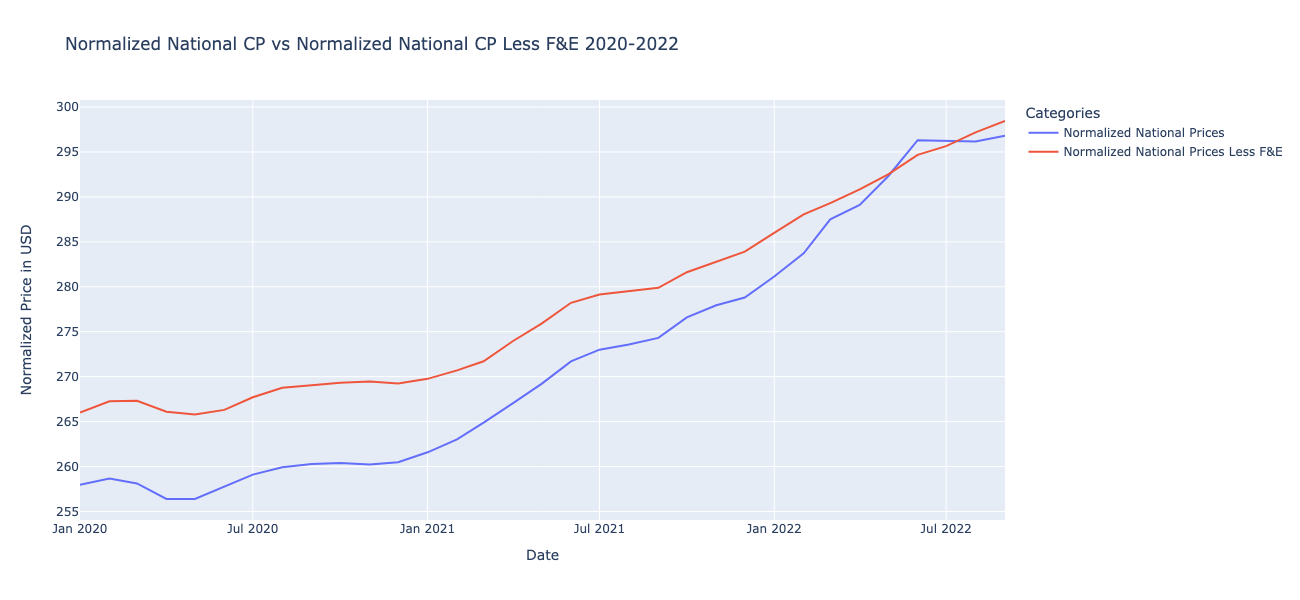 Normalized National CP vs Normalized National CP Less F&E 2020-2022
Normalized Price in USD
300
295
290
285
280
275
270
265
260
255
Jan 2020
Jul 2020
Jan 2021
Jul 2021
Jan 2022
Jul 2022
Date
Categories
Normalized National Prices
Normalized National Prices Less F&E